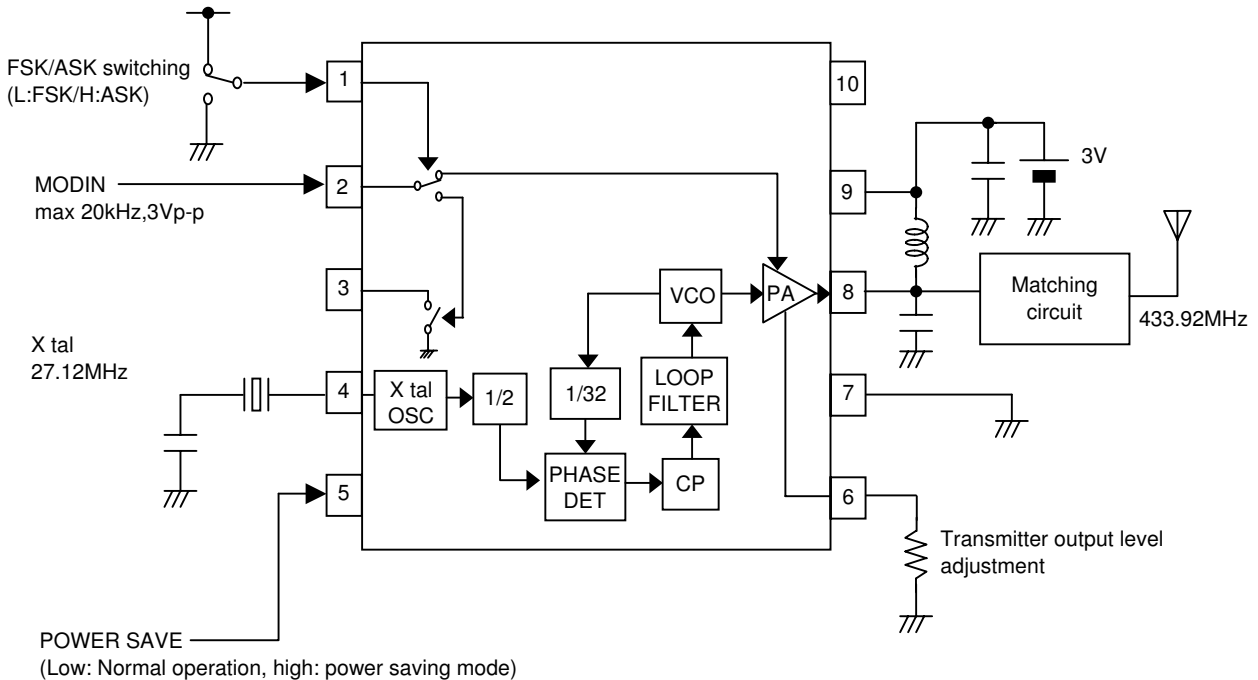 FSK/ASK switching
(L:FSK/H:ASK)
1
10
MODIN
max 20kHz,3Vp-p
2
9
3V
3
VCO
PA
8
Matching
circuit
433.92MHz
X tal
27.12MHz
4
X tal
OSC
1/2
1/32
LOOP
FILTER
7
5
PHASE
DET
CP
6
Transmitter output level
adjustment
POWER SAVE
(Low: Normal operation, high: power saving mode)